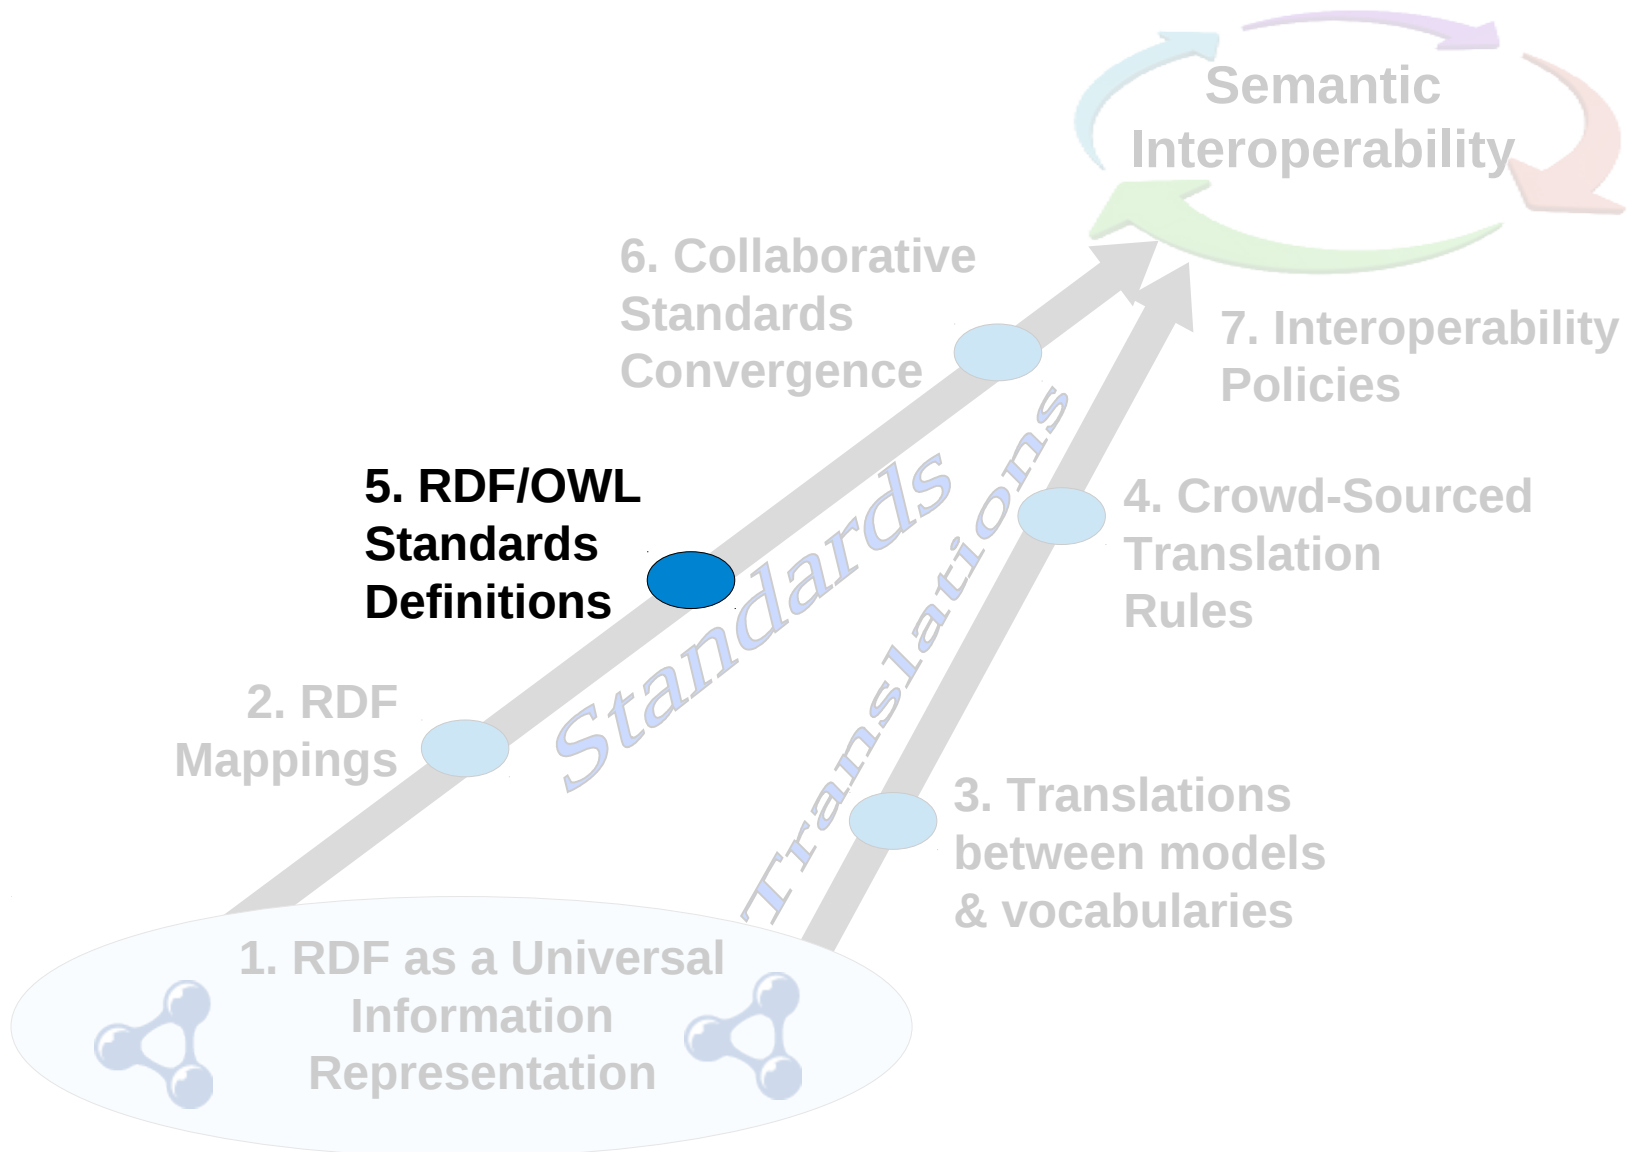 Semantic
Interoperability
6. Collaborative
Standards
Convergence
7. Interoperability
Policies
5. RDF/OWL
Standards
Definitions
4. Crowd-Sourced
Translation
Rules
Standards
Translations
2. RDF
Mappings
3. Translations
between models
& vocabularies
1. RDF as a Universal
Information
Representation